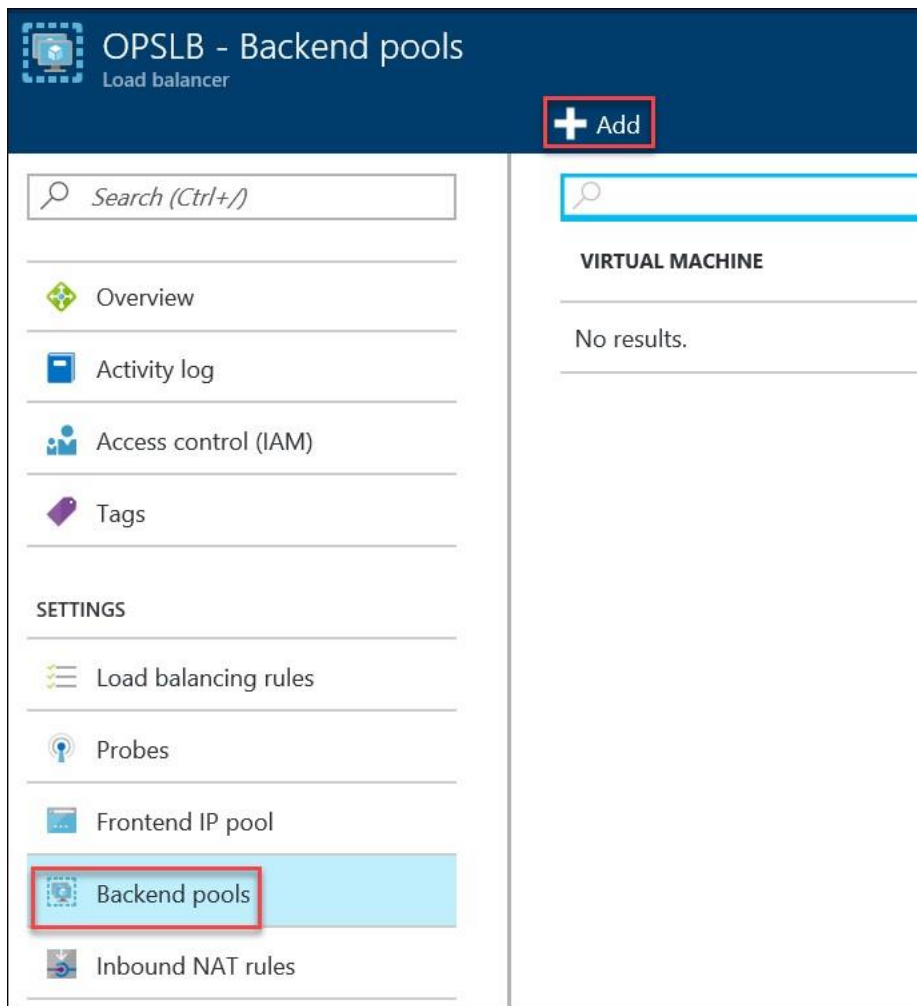 OPSLB - Backend pools
Load balancer
Add
Search (Ctrl+/)
Overview
Activity log
Access control (IAM)
Tags
SETTINGS
Load balancing rules
Probes
Frontend IP pool
Backend pools
Inbound NAT rules
VIRTUAL MACHINE
No results.